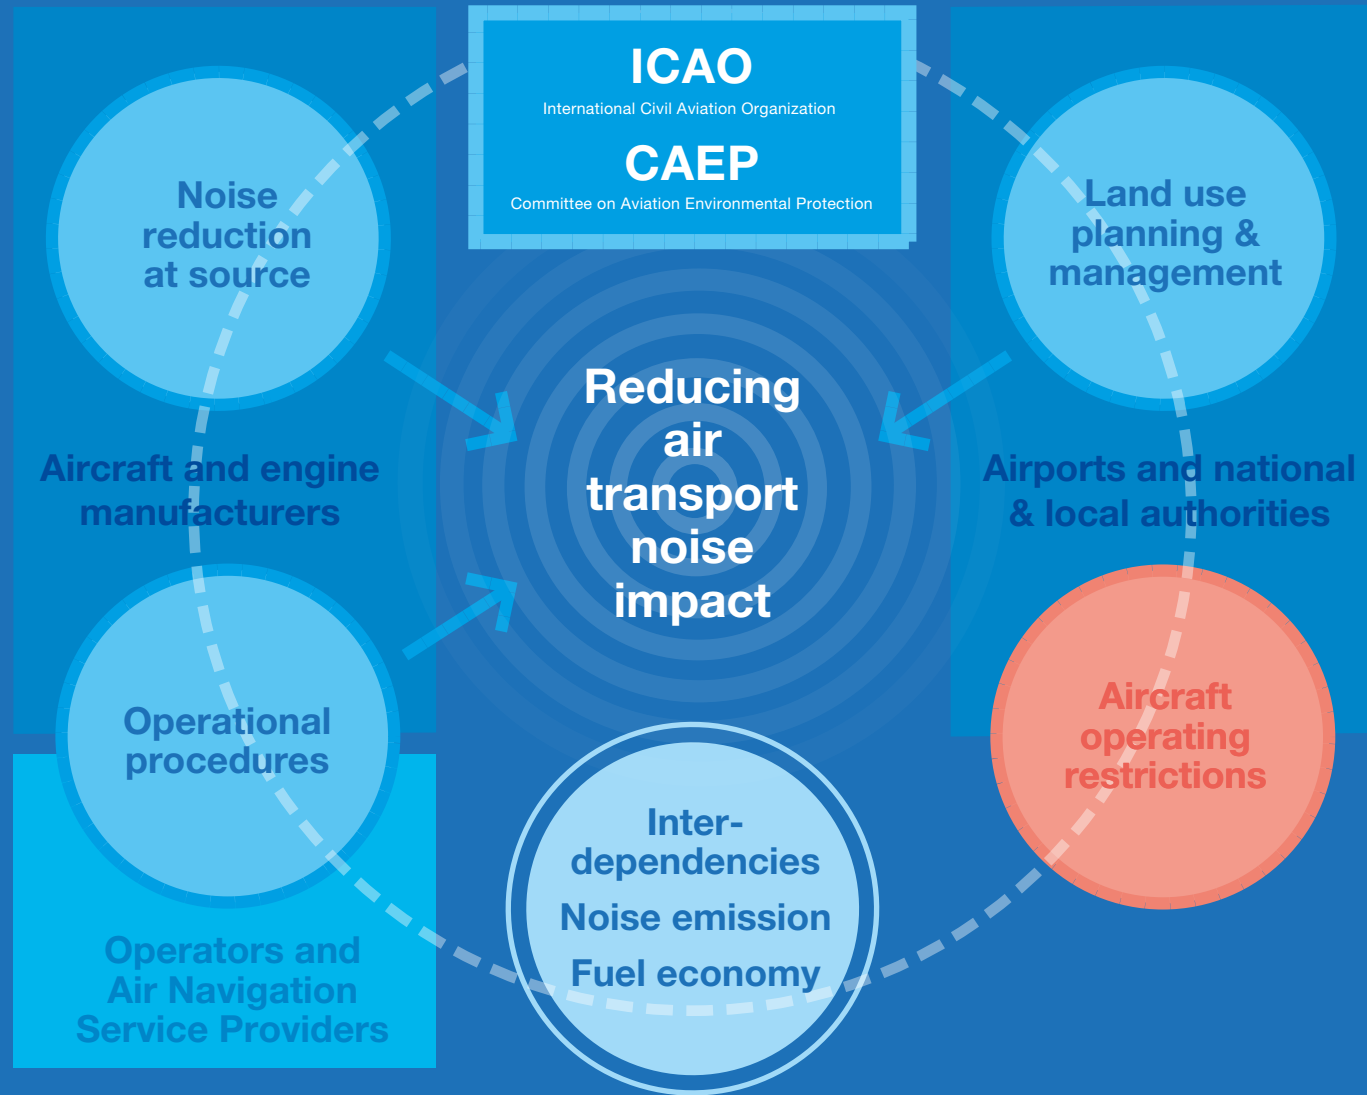 ICAO
International Civil Aviation Organization
CAEP
Committee on Aviation Environmental Protection
Noise
reduction
at source
Land use
planning &
management
Reducing
air
transport
noise
impact
Aircraft and engine
manufacturers
Airports and national
& local authorities
Operational
procedures
Aircraft
operating
restrictions
Inter-
dependencies
Noise emission
Fuel economy
Operators and
Air Navigation
Service Providers